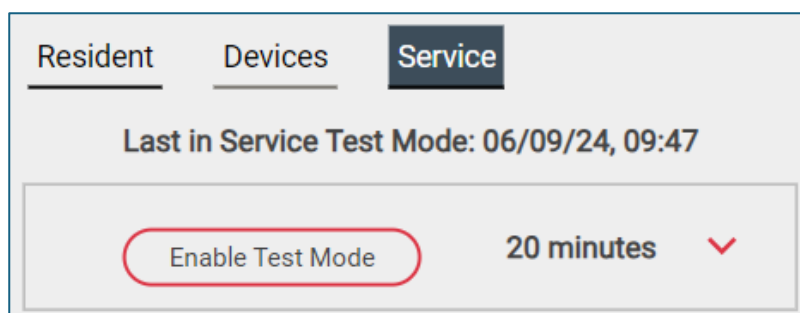 Resident Devices Service
Last in Service Test Mode: 06/09/24, 09:47
Enable Test Mode 20 minutes